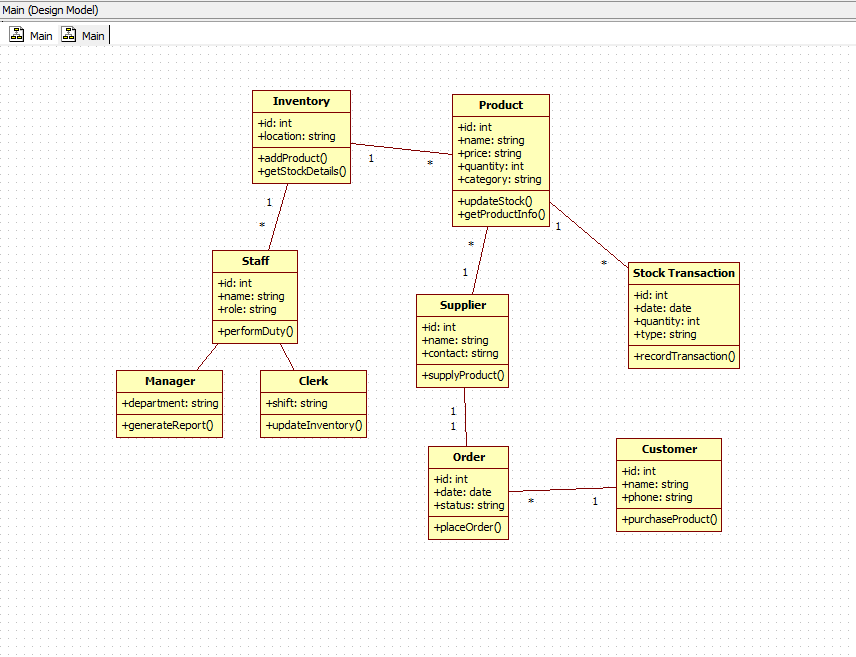 Main (Design Model)
Main Main
Inventory
+id: int
+location: string
+addProduct()
+getStockDetails()
1
*
Product
+id: int
+name: string
+price: string
+quantity: int
+category: string
+updateStock()
+getProductInfo()
1
*
1
*
Staff
+id: int
+name: string
+role: string
+performDuty()
*
1
Supplier
+id: int
+name: string
+contact: stirng
+supplyProduct()
Stock Transaction
+id: int
+date: date
+quantity: int
+type: string
+recordTransaction()
Manager
+department: string
+generateReport()
Clerk
+shift: string
+updateInventory()
1
1
Order
+id: int
+date: date
+status: string
+placeOrder()
*
1
Customer
+id: int
+name: string
+phone: string
+purchaseProduct()